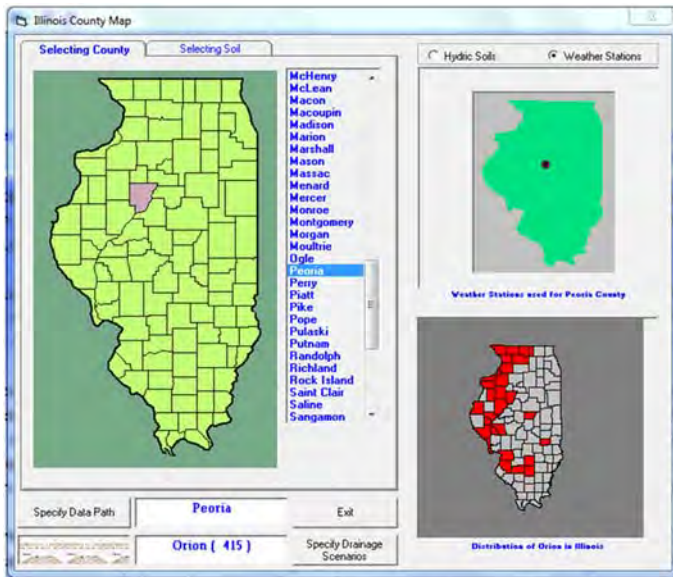 Illinois County Map
Selecting County
Selecting Soil
McHenry
McLean
Macon
Macoupin
Madison
Marion
Marshall
Mason
Massac
Menard
Mercer
Monroe
Montgomery
Morgan
Moultrie
Ogle
Peoria
Perry
Piatt
Pike
Pope
Pulaski
Putnam
Randolph
Richland
Rock Island
Saint Clair
Saline
Sangamon
Hydric Soils
Weather Stations
Weather Stations used for Peoria County
Distribution of Orion in Illinois
Specify Data Path
Peoria
Exit
Orion ( 415 )
Specify Drainage
Scenarios